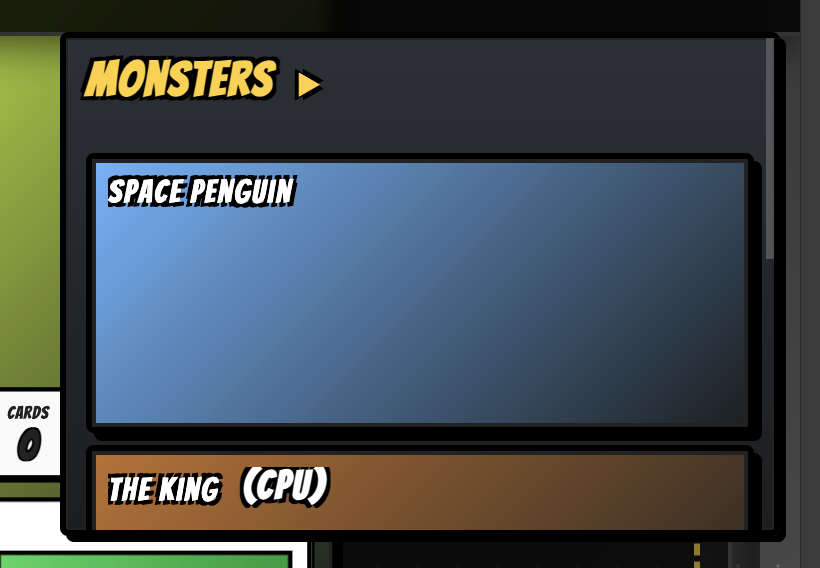 MONSTERS
SPACE PENGUIN
CARDS
0
THE KING (CPU)